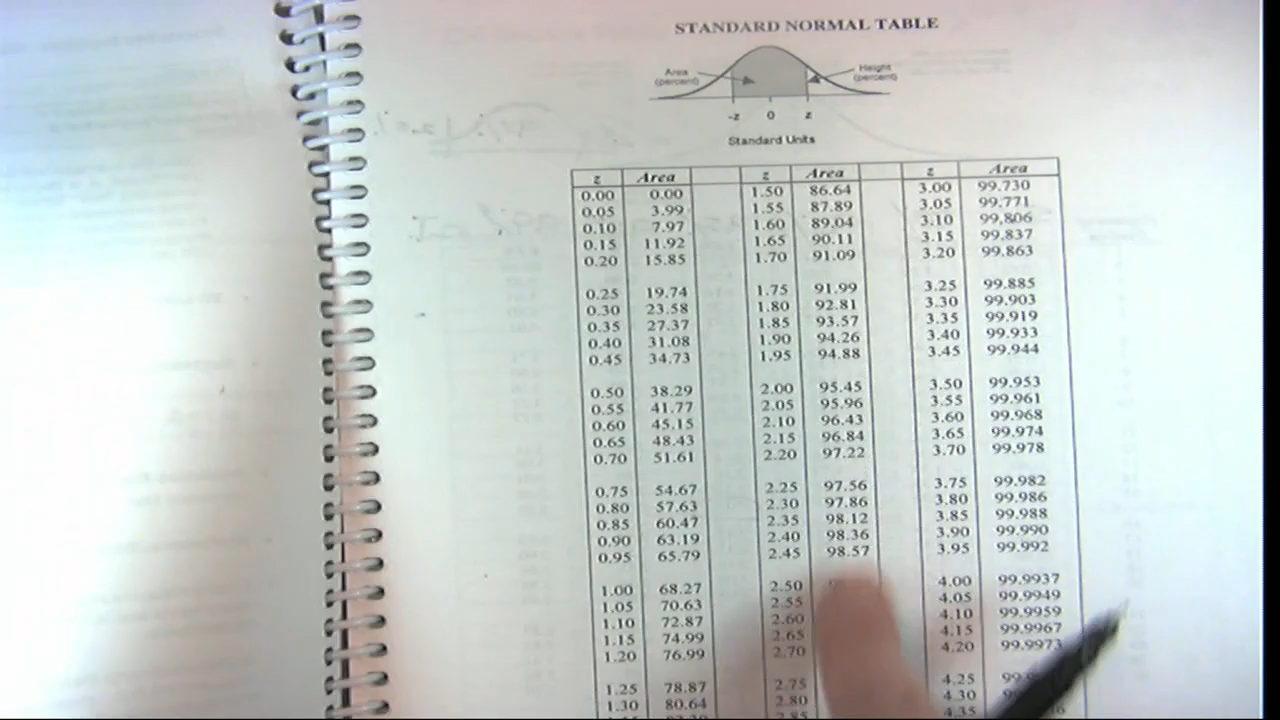 STANDARD NORMAL TABLE
Area (percent) Height (percent)
-z 0 z
Standard Units
z Area z Area z Area
0.00 0.00 1.50 86.64 3.00 99.730
0.05 3.99 1.55 87.89 3.05 99.771
0.10 7.97 1.60 89.04 3.10 99.806
0.15 11.92 1.65 90.11 3.15 99.837
0.20 15.85 1.70 91.09 3.20 99.863
0.25 19.74 1.75 91.99 3.25 99.885
0.30 23.58 1.80 92.81 3.30 99.903
0.35 27.37 1.85 93.57 3.35 99.919
0.40 31.08 1.90 94.26 3.40 99.933
0.45 34.73 1.95 94.88 3.45 99.944
0.50 38.29 2.00 95.45 3.50 99.953
0.55 41.77 2.05 95.96 3.55 99.961
0.60 45.15 2.10 96.43 3.60 99.968
0.65 48.43 2.15 96.84 3.65 99.974
0.70 51.61 2.20 97.22 3.70 99.978
0.75 54.67 2.25 97.56 3.75 99.982
0.80 57.63 2.30 97.86 3.80 99.986
0.85 60.47 2.35 98.12 3.85 99.988
0.90 63.19 2.40 98.36 3.90 99.990
0.95 65.79 2.45 98.57 3.95 99.992
1.00 68.27 2.50 4.00 99.9937
1.05 70.63 2.55 4.05 99.9949
1.10 72.87 2.60 4.10 99.9959
1.15 74.99 2.65 4.15 99.9967
1.20 76.99 2.70 4.20 99.9973
1.25 78.87 2.75 4.25
1.30 80.64 2.80 4.30
2.85 4.35